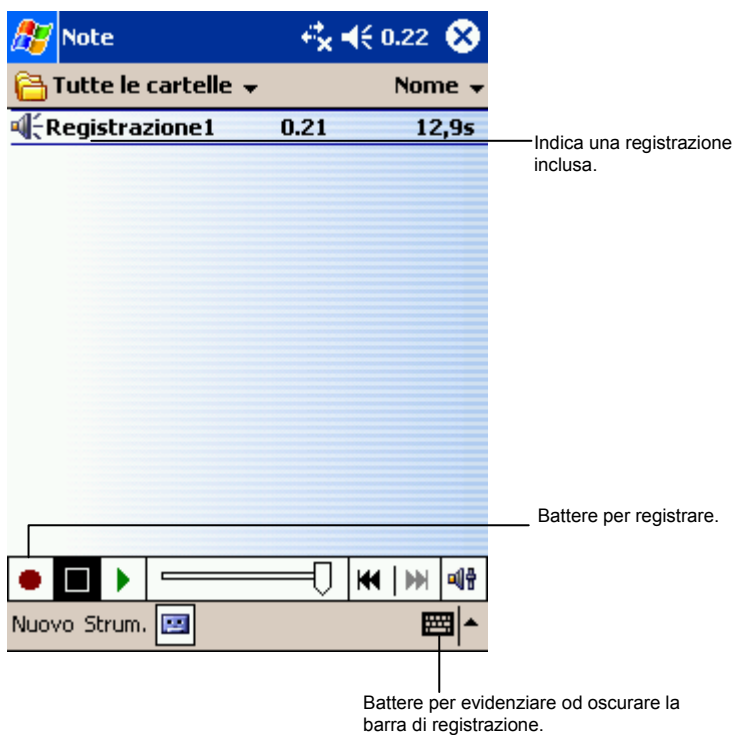 Note 0.22
Tutte le cartelle Nome
Registrazione1 0.21 12,9s
Indica una registrazione
inclusa.
Battere per registrare.
Nuovo Strum.
Battere per evidenziare od oscurare la
barra di registrazione.